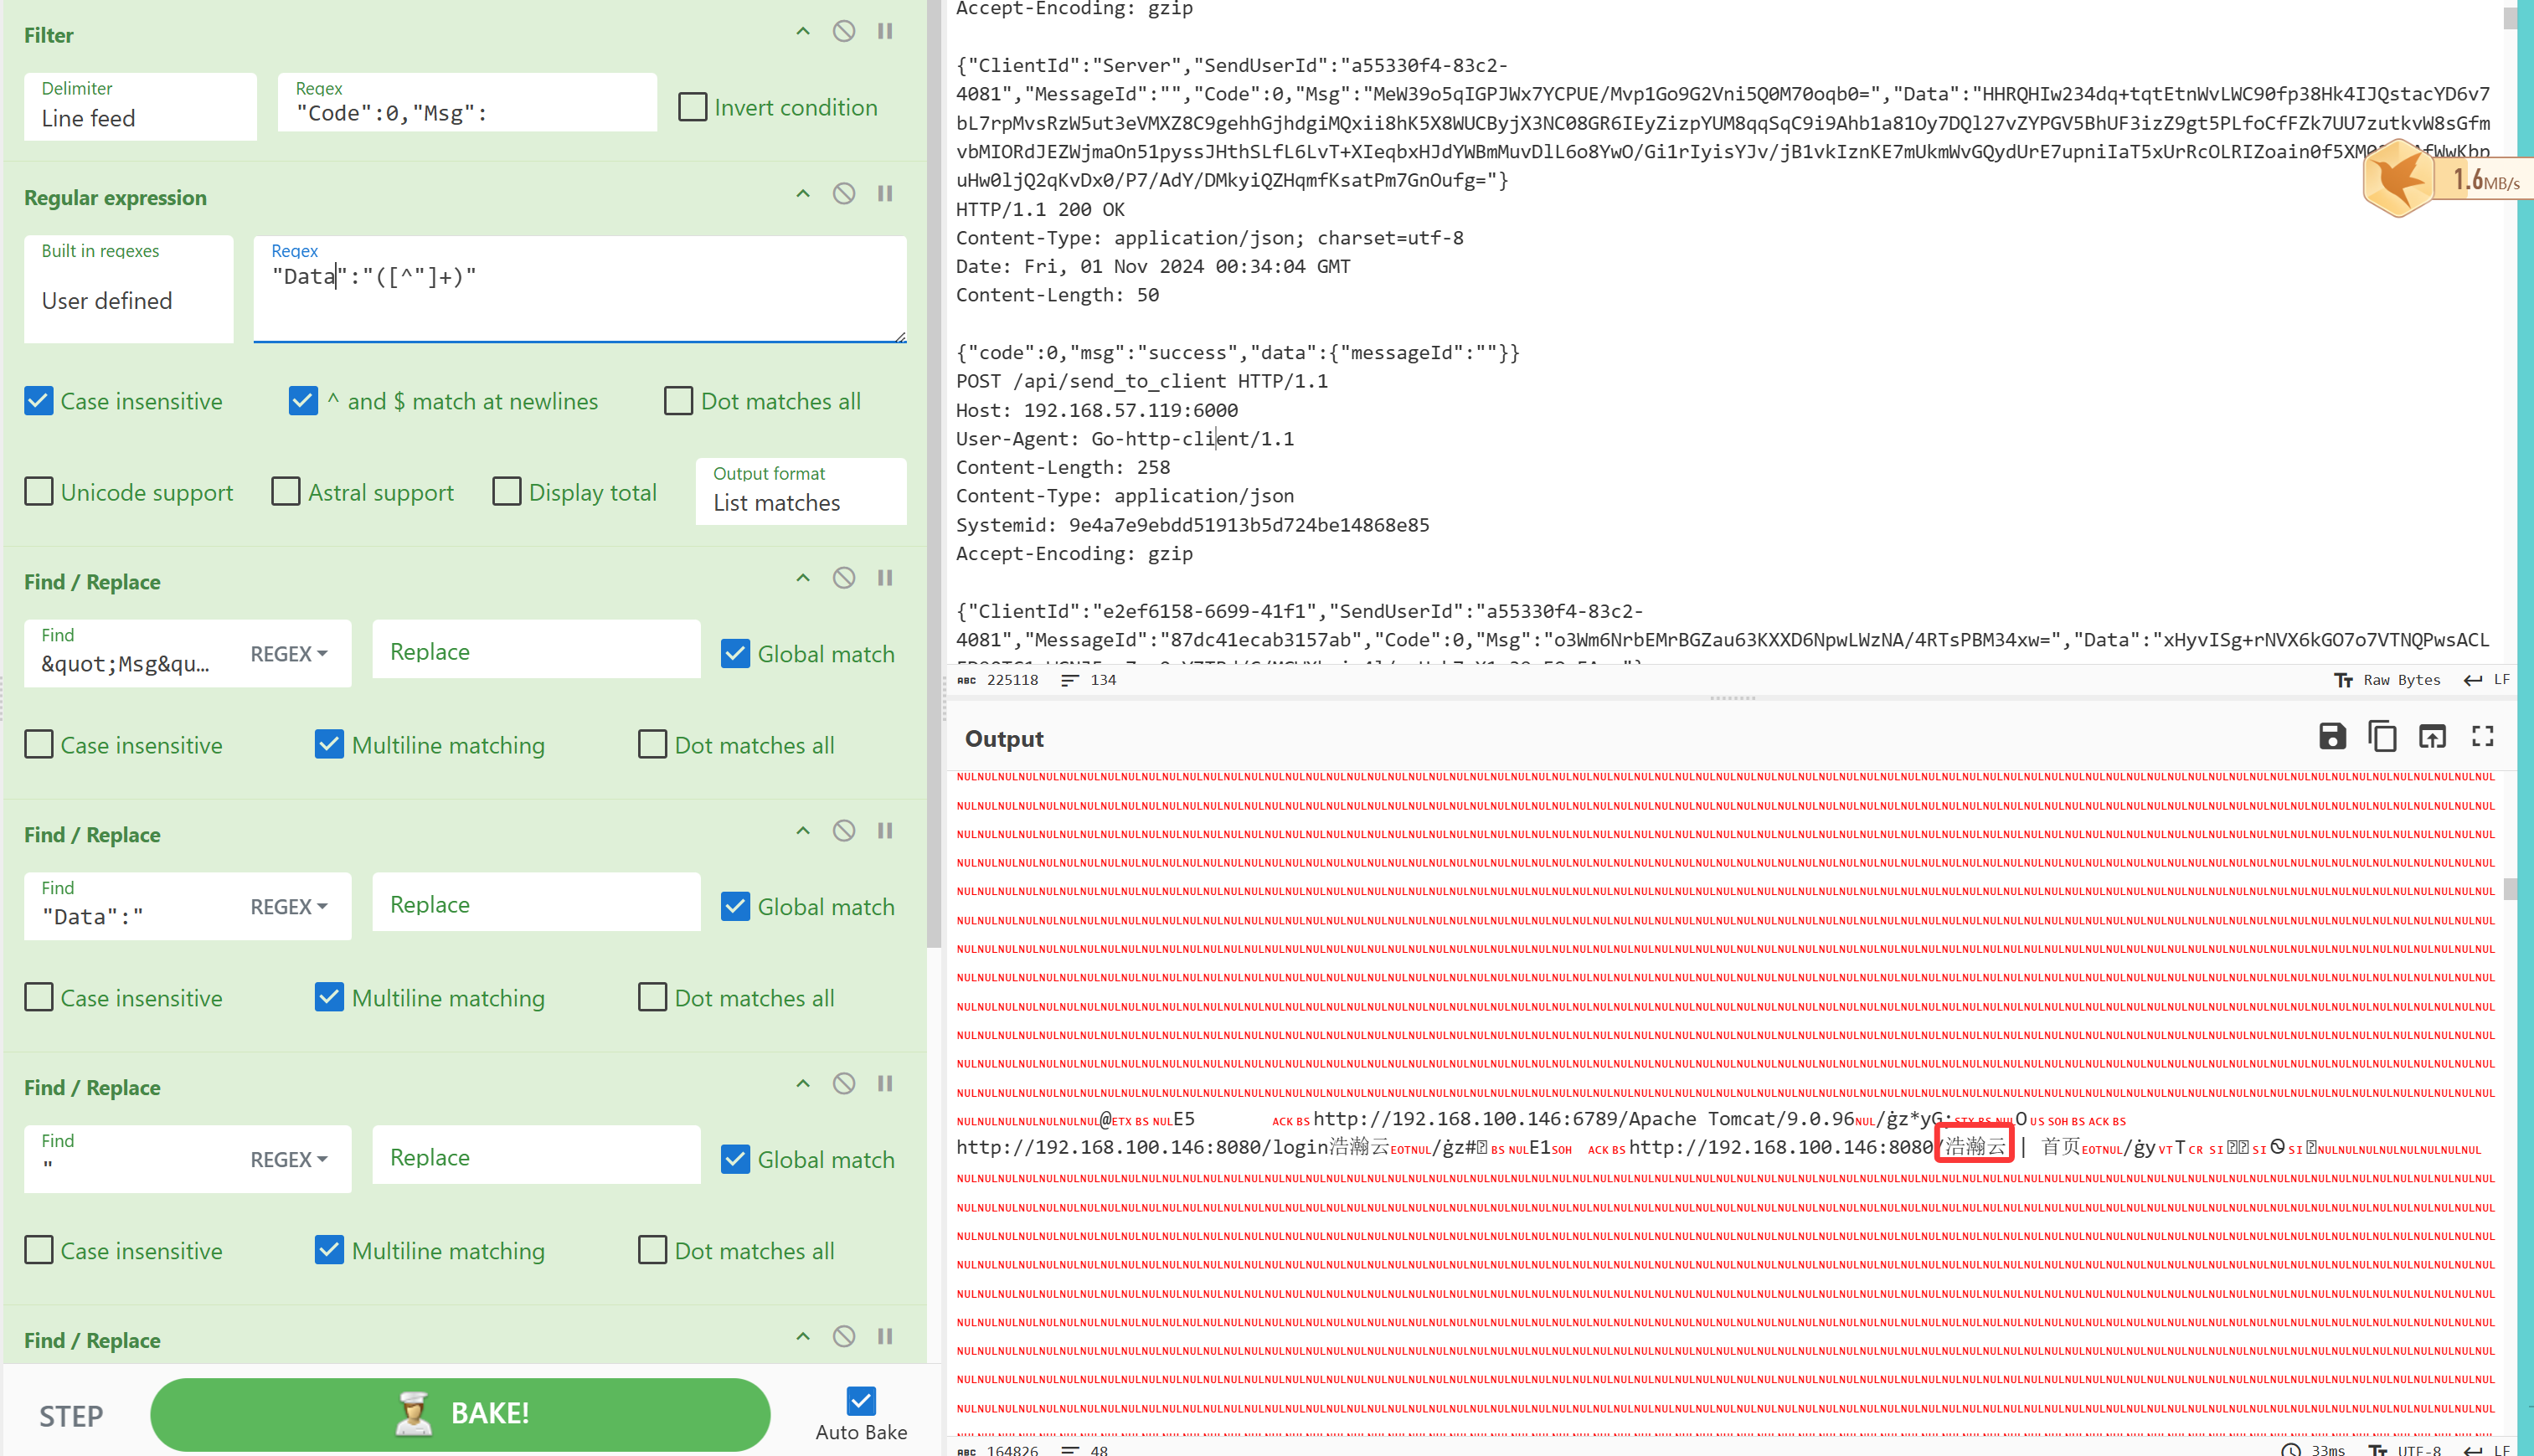 Filter
Delimiter
Line feed
Regex
"Code":0,"Msg":
Invert condition
Regular expression
Built in regexes
User defined
Regex
"Data":"([^"]+)"
Case insensitive
^ and $ match at newlines
Dot matches all
Unicode support
Astral support
Display total
Output format
List matches
Find / Replace
Find
&quot;Msg&qu...
REGEX
Replace
Global match
Case insensitive
Multiline matching
Dot matches all
Find / Replace
Find
"Data":"
REGEX
Replace
Global match
Case insensitive
Multiline matching
Dot matches all
Find / Replace
Find
"
REGEX
Replace
Global match
Case insensitive
Multiline matching
Dot matches all
Find / Replace
STEP
BAKE!
Auto Bake
Accept-Encoding: gzip
{"ClientId":"Server","SendUserId":"a55330f4-83c2-
4081","MessageId":"","Code":0,"Msg":"MeW39o5qIGPJWx7YCPUE/Mvp1Go9G2Vni5Q0M70oqb0=","Data":"HHRQHIw234dq+tqtEtnWvLWC90fp38Hk4IJQstacYD6v7
bL7rpMvsRzW5ut3eVMXZ8C9gehhGjhdgiMQxii8hK5X8WUCByjX3NC08GR6IEyZizpYUM8qqSqC9i9Ahb1a81Oy7DQl27vZYPGV5BhUF3izZ9gt5PLfoCfFZk7UU7zutkvW8sGfm
vbMIORdJEZWjmaOn51pyssJHthSLfL6LvT+XIeqbxHJdYWBmMuvDlL6o8YwO/Gi1rIyisYJv/jB1vkIznKE7mUkmWvGQydUrE7upniIaT5xUrRcOLRIZoain0f5XM
uHw0ljQ2qKvDx0/P7/AdY/DMkyiQZHqmfKsatPm7GnOufg="}
HTTP/1.1 200 OK
Content-Type: application/json; charset=utf-8
Date: Fri, 01 Nov 2024 00:34:04 GMT
Content-Length: 50
{"code":0,"msg":"success","data":{"messageId":""}}
POST /api/send_to_client HTTP/1.1
Host: 192.168.57.119:6000
User-Agent: Go-http-client/1.1
Content-Length: 258
Content-Type: application/json
Systemid: 9e4a7e9ebdd51913b5d724be14868e85
Accept-Encoding: gzip
{"ClientId":"e2ef6158-6699-41f1","SendUserId":"a55330f4-83c2-
4081","MessageId":"87dc41ecab3157ab","Code":0,"Msg":"o3Wm6NrbEMrBGZau63KXXD6NpwLWzNA/4RTsPBM34xw=","Data":"xHyvISg+rNVX6kGO7o7VTNQPwsACL
1.6MB/s
ABC 225118
134
Raw Bytes
LF
Output
@ETX BS NULE5 ACK BS http://192.168.100.146:6789/Apache Tomcat/9.0.96NUL/ġz*yG;STX BS NULO US SOH BS ACK BS
http://192.168.100.146:8080/login浩瀚云EOTNUL/ġz# BS NULE1SOH ACK BS http://192.168.100.146:8080/浩瀚云 | 首页EOTNUL/ġy VT T CR SI
ABC 164826
48
33ms
UTF-8
LF